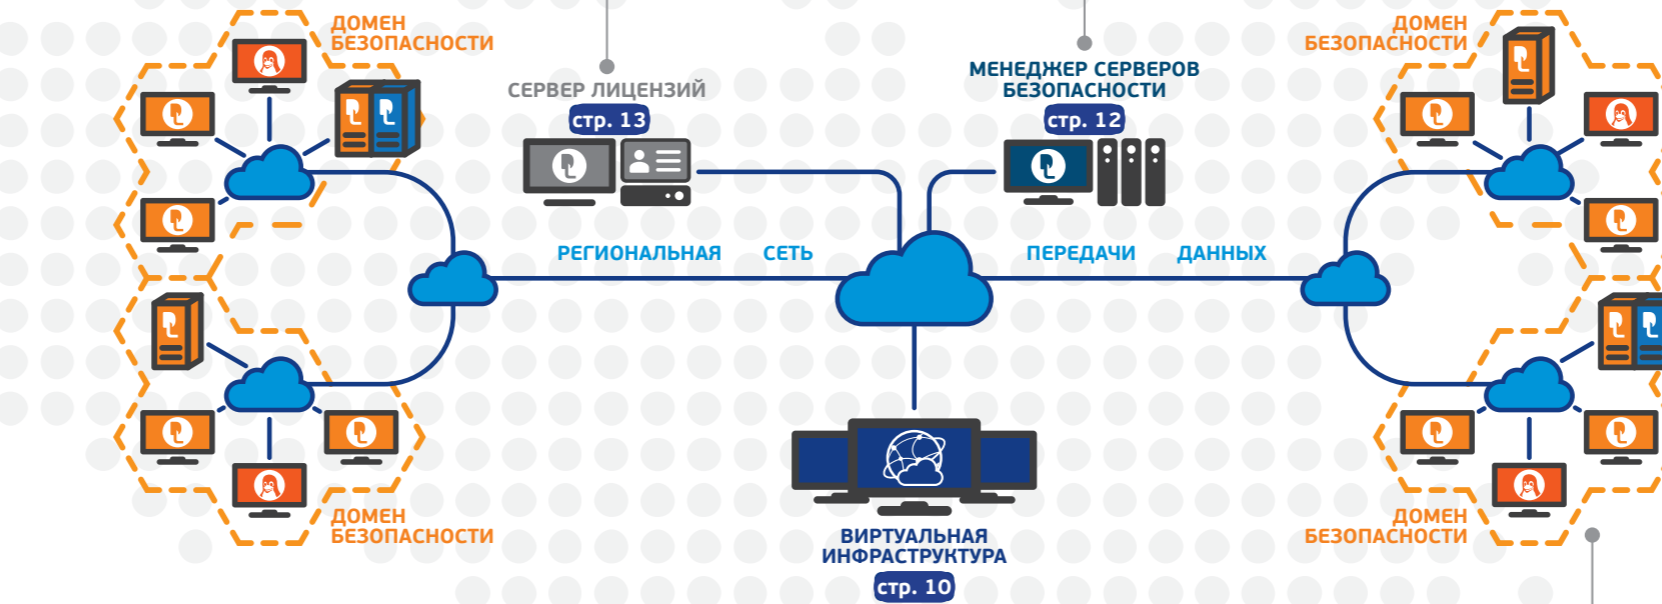 ДОМЕН
БЕЗОПАСНОСТИ
СЕРВЕР ЛИЦЕНЗИЙ
стр. 13
МЕНЕДЖЕР СЕРВЕРОВ
БЕЗОПАСНОСТИ
стр. 12
ДОМЕН
БЕЗОПАСНОСТИ
РЕГИОНАЛЬНАЯ СЕТЬ ПЕРЕДАЧИ ДАННЫХ
ДОМЕН
БЕЗОПАСНОСТИ
ВИРТУАЛЬНАЯ
ИНФРАСТРУКТУРА
стр. 10
ДОМЕН
БЕЗОПАСНОСТИ